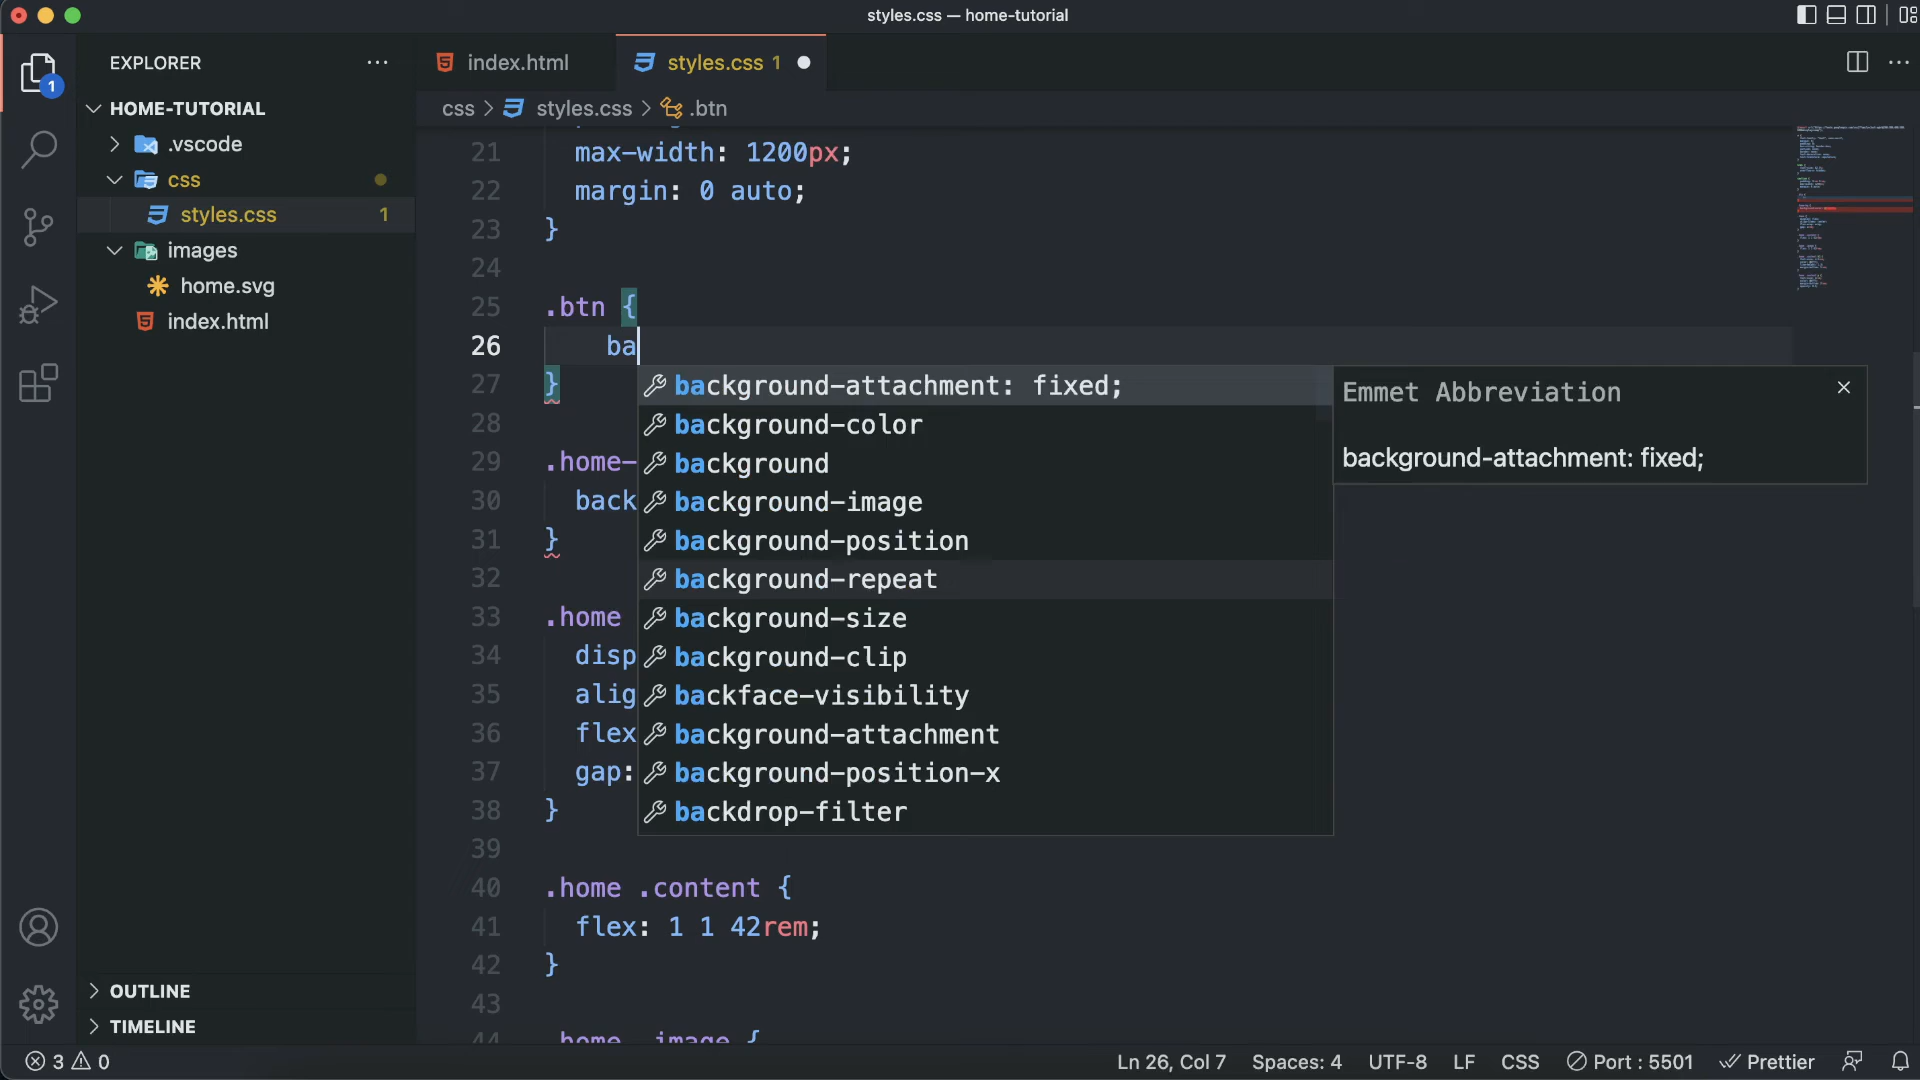 styles.css — home-tutorial
EXPLORER
index.html
styles.css 1
HOME-TUTORIAL
.vscode
css
styles.css 1
images
home.svg
index.html
OUTLINE
TIMELINE
1
css > styles.css > .btn
21 max-width: 1200px;
22 margin: 0 auto;
23 }
24
25 .btn {
26 ba
27 }
28
29 .home-
30 back
31 }
32
33 .home
34 disp
35 alig
36 flex
37 gap:
38 }
39
40 .home .content {
41 flex: 1 1 42rem;
42 }
43
44 .home .image {
background-attachment: fixed;
background-color
background
background-image
background-position
background-repeat
background-size
background-clip
backface-visibility
background-attachment
background-position-x
backdrop-filter
Emmet Abbreviation
background-attachment: fixed;
3 0
Ln 26, Col 7
Spaces: 4
UTF-8
LF
CSS
Port : 5501
Prettier